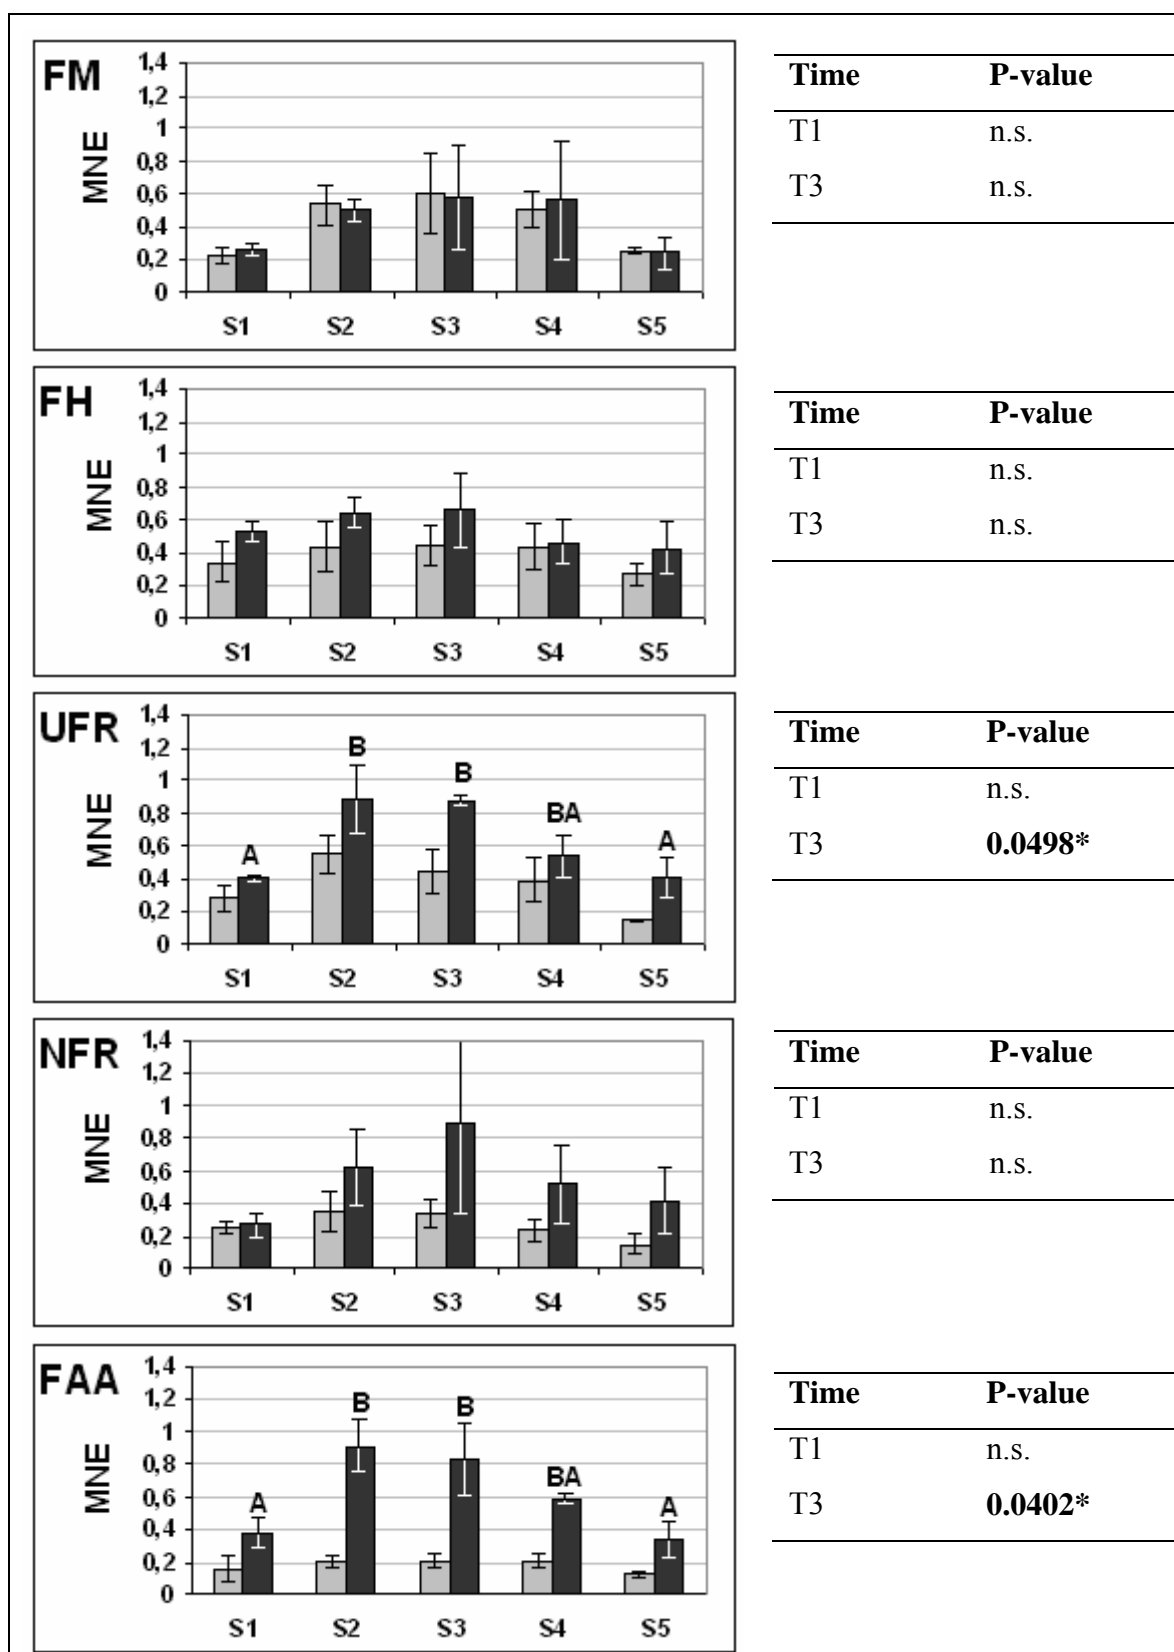 FM
MNE
1,4
1,2
1
0,8
0,6
0,4
0,2
0
S1 S2 S3 S4 S5
Time P-value
T1 n.s.
T3 n.s.
FH
MNE
1,4
1,2
1
0,8
0,6
0,4
0,2
0
S1 S2 S3 S4 S5
Time P-value
T1 n.s.
T3 n.s.
UFR
MNE
1,4
1,2
1
0,8
0,6
0,4
0,2
0
A B B BA A
S1 S2 S3 S4 S5
Time P-value
T1 n.s.
T3 0.0498*
NFR
MNE
1,4
1,2
1
0,8
0,6
0,4
0,2
0
S1 S2 S3 S4 S5
Time P-value
T1 n.s.
T3 n.s.
FAA
MNE
1,4
1,2
1
0,8
0,6
0,4
0,2
0
A B B BA A
S1 S2 S3 S4 S5
Time P-value
T1 n.s.
T3 0.0402*